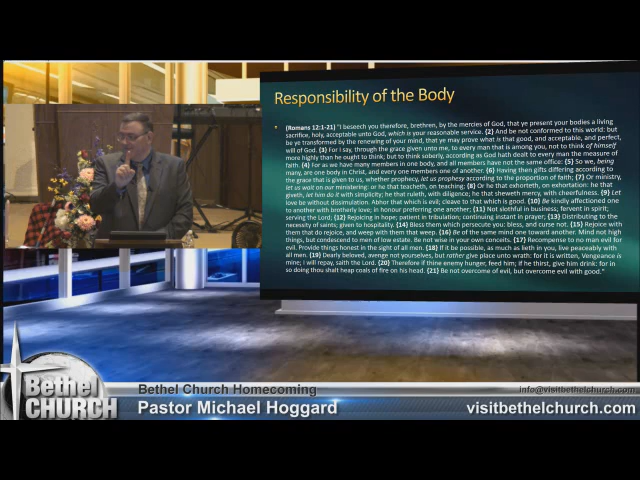 Responsibility of the Body
• (Romans 12:1-21) "I beseech you therefore, brethren, by the mercies of God, that ye present your bodies a living
sacrifice, holy, acceptable unto God, which is your reasonable service. (2) And be not conformed to this world: but
be ye transformed by the renewing of your mind, that ye may prove what is that good, and acceptable, and perfect,
will of God. (3) For I say, through the grace given unto me, to every man that is among you, not to think of himself
more highly than he ought to think; but to think soberly, according as God hath dealt to every man the measure of
faith. (4) For as we have many members in one body, and all members have not the same office: (5) So we, being
many, are one body in Christ, and every one members one of another. (6) Having then gifts differing according to
the grace that is given to us, whether prophecy, let us prophesy according to the proportion of faith; (7) Or ministry,
let us wait on our ministering: or he that teacheth, on teaching; (8) Or he that exhorteth, on exhortation: he that
giveth, let him do it with simplicity; he that ruleth, with diligence; he that sheweth mercy, with cheerfulness. (9) Let
love be without dissimulation. Abhor that which is evil; cleave to that which is good. (10) Be kindly affectioned one
to another with brotherly love; in honour preferring one another; (11) Not slothful in business; fervent in spirit;
serving the Lord; (12) Rejoicing in hope; patient in tribulation; continuing instant in prayer; (13) Distributing to the
necessity of saints; given to hospitality. (14) Bless them which persecute you: bless, and curse not. (15) Rejoice with
them that do rejoice, and weep with them that weep. (16) Be of the same mind one toward another. Mind not high
things, but condescend to men of low estate. Be not wise in your own conceits. (17) Recompense to no man evil for
evil. Provide things honest in the sight of all men. (18) If it be possible, as much as lieth in you, live peaceably with
all men. (19) Dearly beloved, avenge not yourselves, but rather give place unto wrath: for it is written, Vengeance is
mine; I will repay, saith the Lord. (20) Therefore if thine enemy hunger, feed him; if he thirst, give him drink: for in
so doing thou shalt heap coals of fire on his head. (21) Be not overcome of evil, but overcome evil with good."
Bethel
CHURCH
Bethel Church Homecoming
info@visitbethelchurch.com
Pastor Michael Hoggard
visitbethelchurch.com